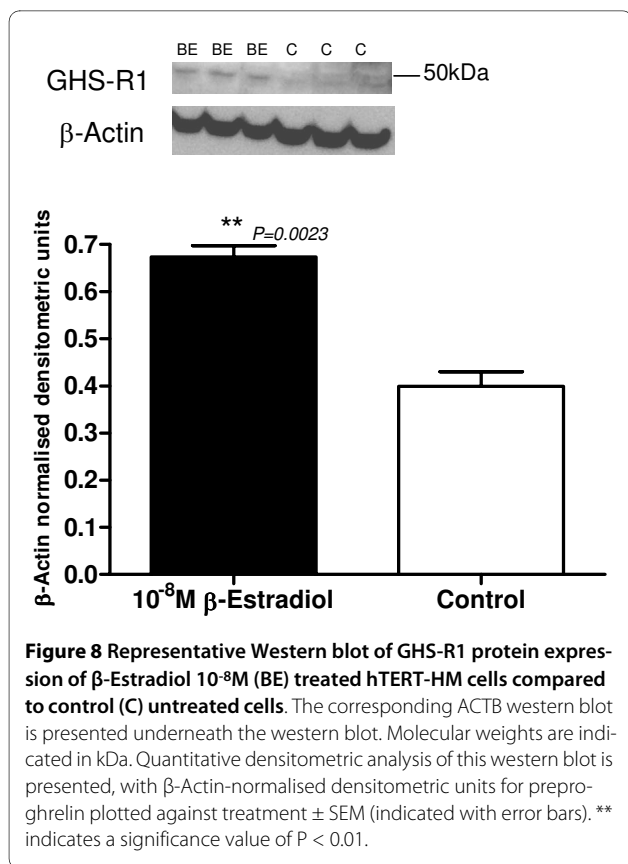 BE BE BE C C C
GHS-R1 50kDa
β-Actin
β-Actin normalised densitometric units
** P=0.0023
0.7
0.6
0.5
0.4
0.3
0.2
0.1
0.0
10⁻⁸M β-Estradiol Control
Figure 8 Representative Western blot of GHS-R1 protein expres-
sion of β-Estradiol 10⁻⁸M (BE) treated hTERT-HM cells compared
to control (C) untreated cells. The corresponding ACTB western blot
is presented underneath the western blot. Molecular weights are indi-
cated in kDa. Quantitative densitometric analysis of this western blot is
presented, with β-Actin-normalised densitometric units for prepro-
ghrelin plotted against treatment ± SEM (indicated with error bars). **
indicates a significance value of P < 0.01.